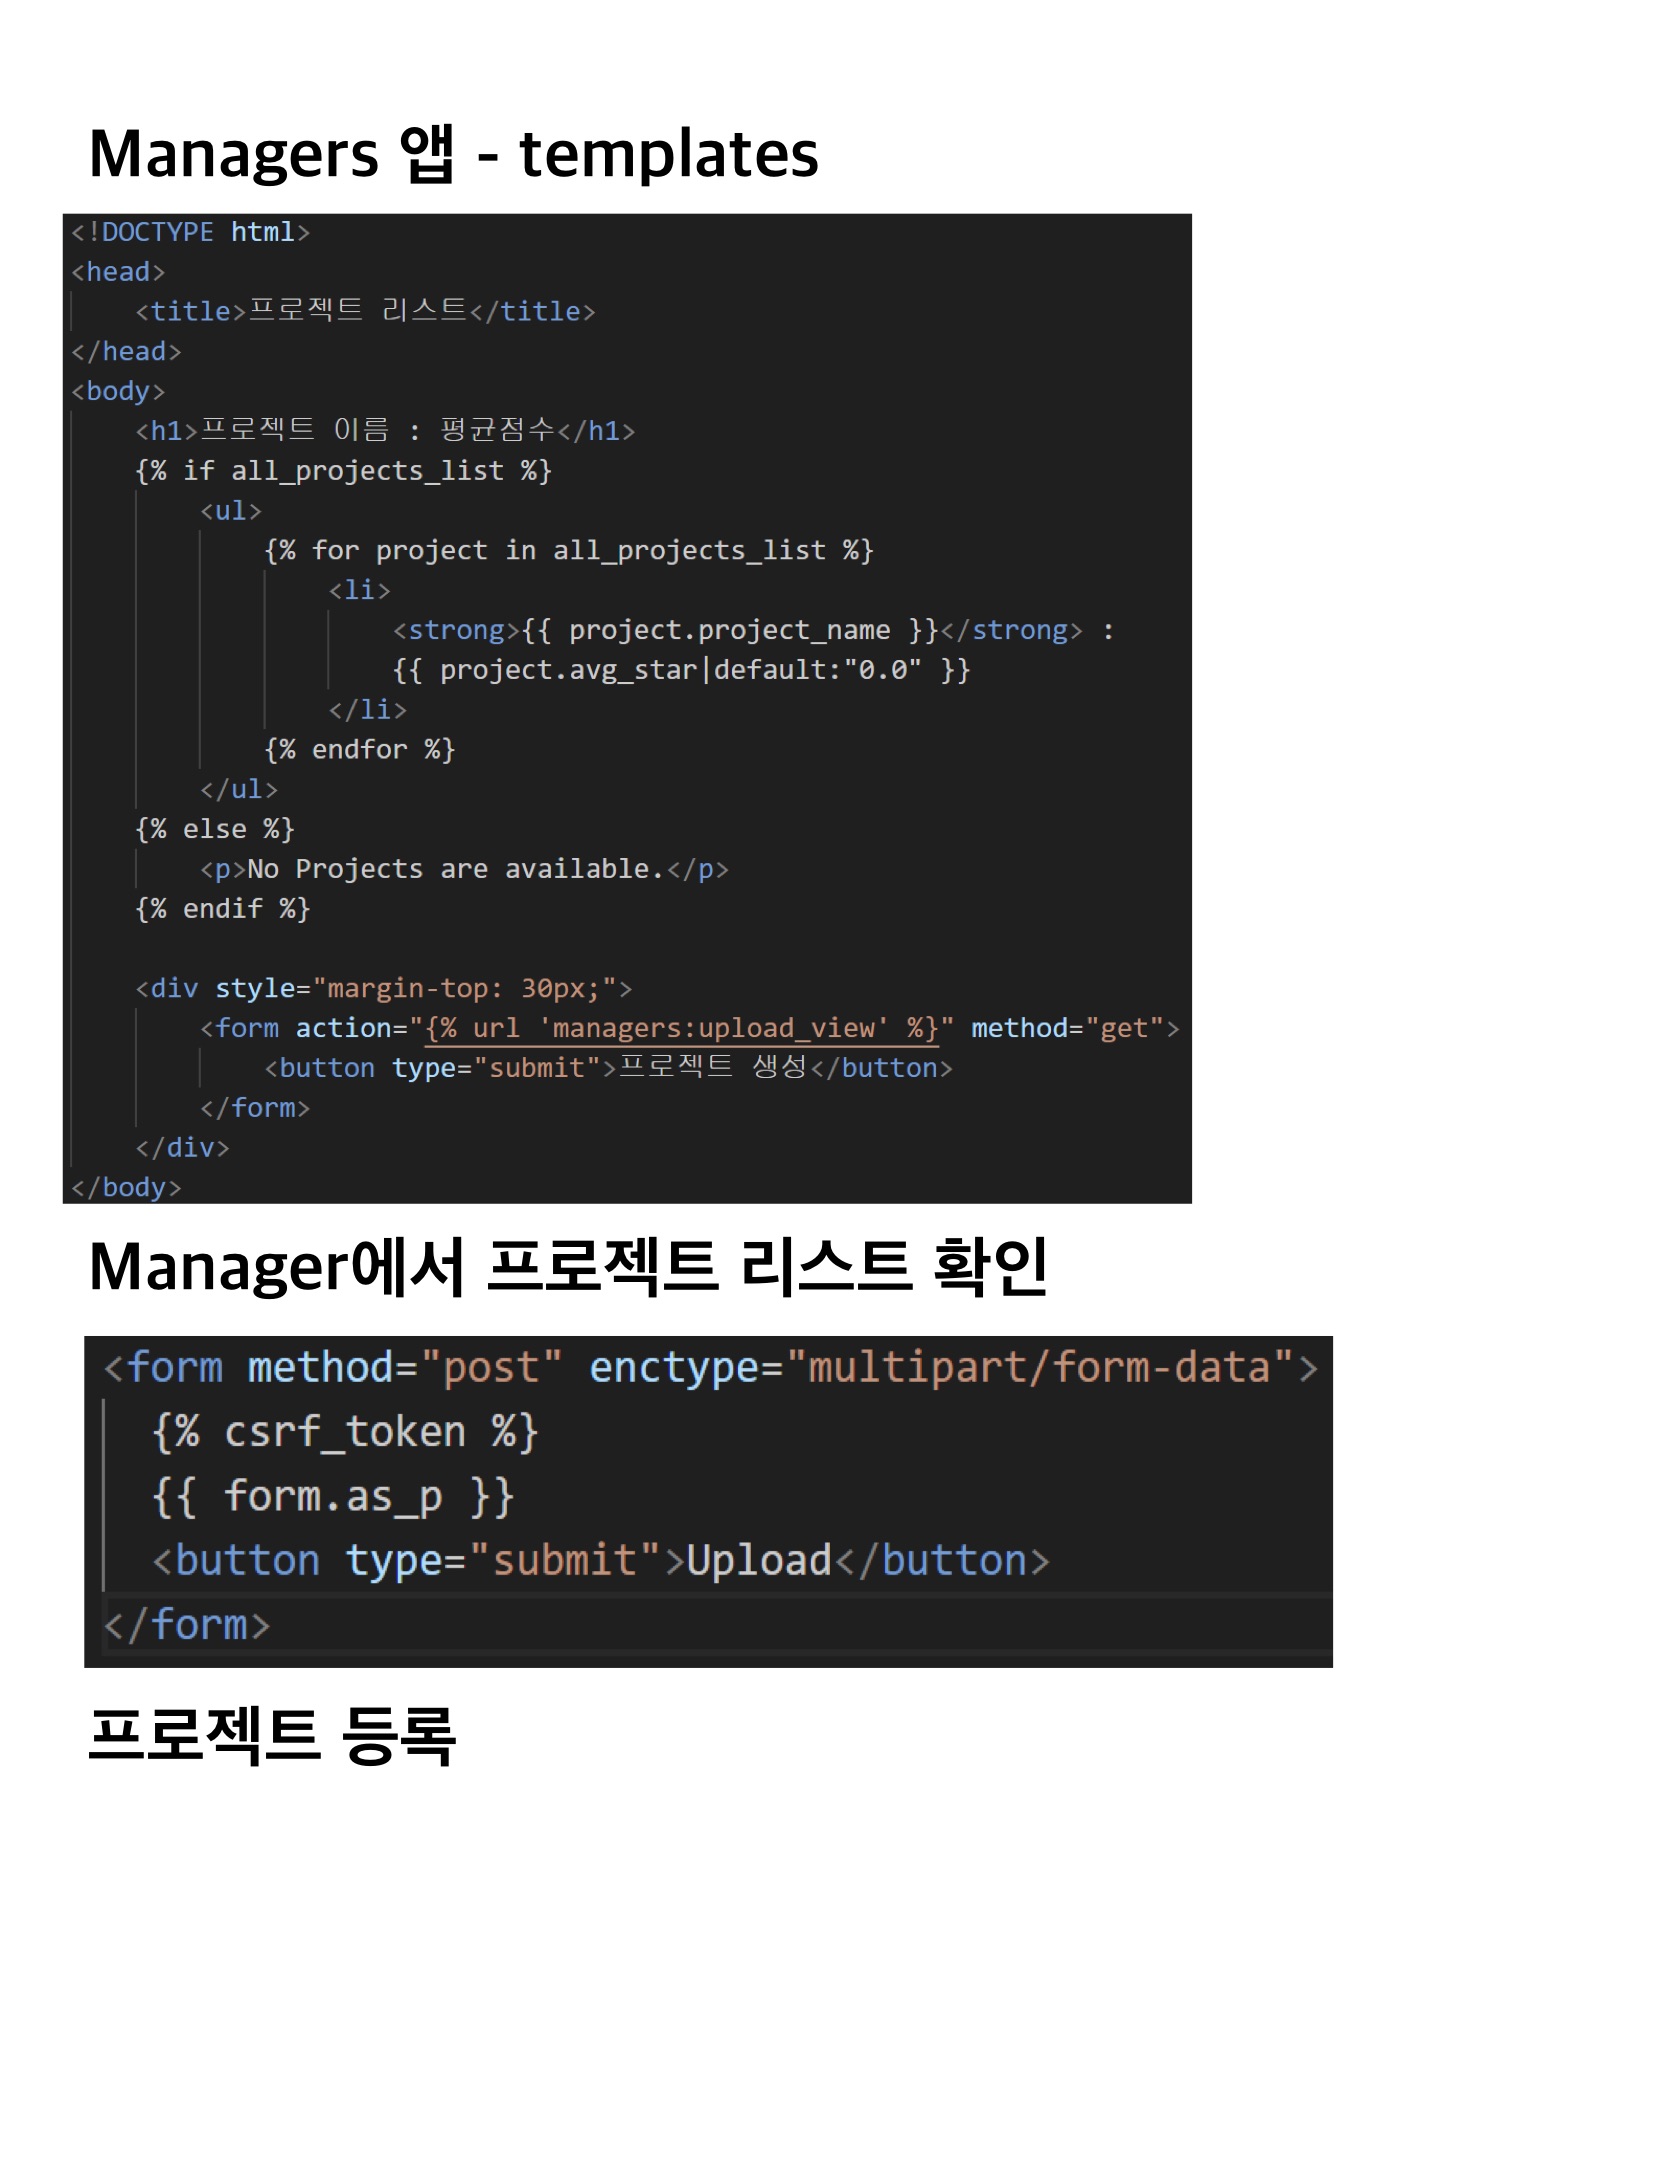 Managers 앱 - templates
<!DOCTYPE html>
<head>
    <title>프로젝트 리스트</title>
</head>
<body>
    <h1>프로젝트 이름 : 평균점수</h1>
    {% if all_projects_list %}
        <ul>
            {% for project in all_projects_list %}
                <li>
                    <strong>{{ project.project_name }}</strong> :
                    {{ project.avg_star|default:"0.0" }}
                </li>
            {% endfor %}
        </ul>
    {% else %}
        <p>No Projects are available.</p>
    {% endif %}

    <div style="margin-top: 30px;">
        <form action="{% url 'managers:upload_view' %}" method="get">
            <button type="submit">프로젝트 생성</button>
        </form>
    </div>
</body>
Manager에서 프로젝트 리스트 확인
<form method="post" enctype="multipart/form-data">
  {% csrf_token %}
  {{ form.as_p }}
  <button type="submit">Upload</button>
</form>
프로젝트 등록